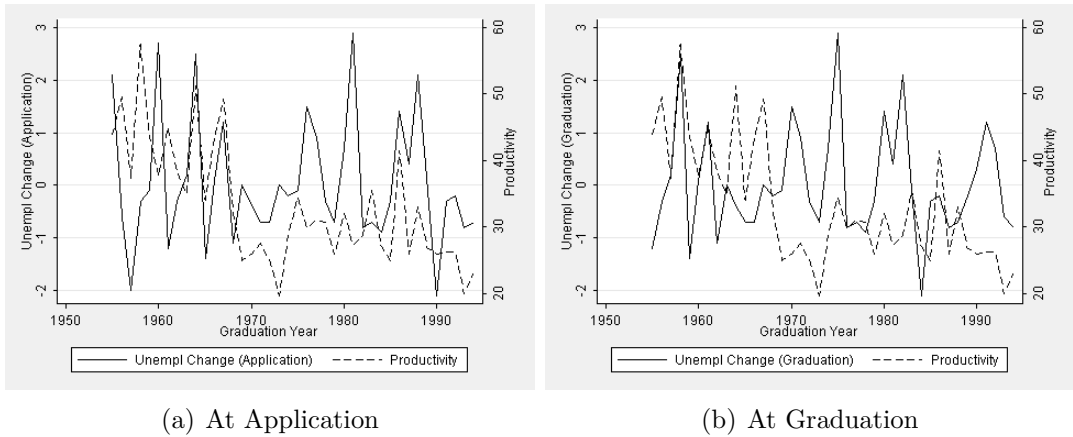 3
2
1
0
-1
-2
Unempl Change (Application)
60
50
40
30
20
Productivity
1950 1960 1970 1980 1990
Graduation Year
Unempl Change (Application) Productivity
(a) At Application
3
2
1
0
-1
-2
Unempl Change (Graduation)
60
50
40
30
20
Productivity
1950 1960 1970 1980 1990
Graduation Year
Unempl Change (Graduation) Productivity
(b) At Graduation